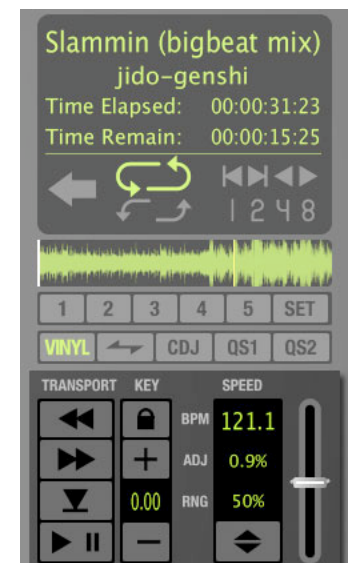 Slammin (bigbeat mix)
jido-genshi
Time Elapsed: 00:00:31:23
Time Remain: 00:00:15:25
1 2 4 8
1 2 3 4 5 SET
VINYL CDJ QS1 QS2
TRANSPORT KEY SPEED
BPM 121.1
ADJ 0.9%
0.00 RNG 50%